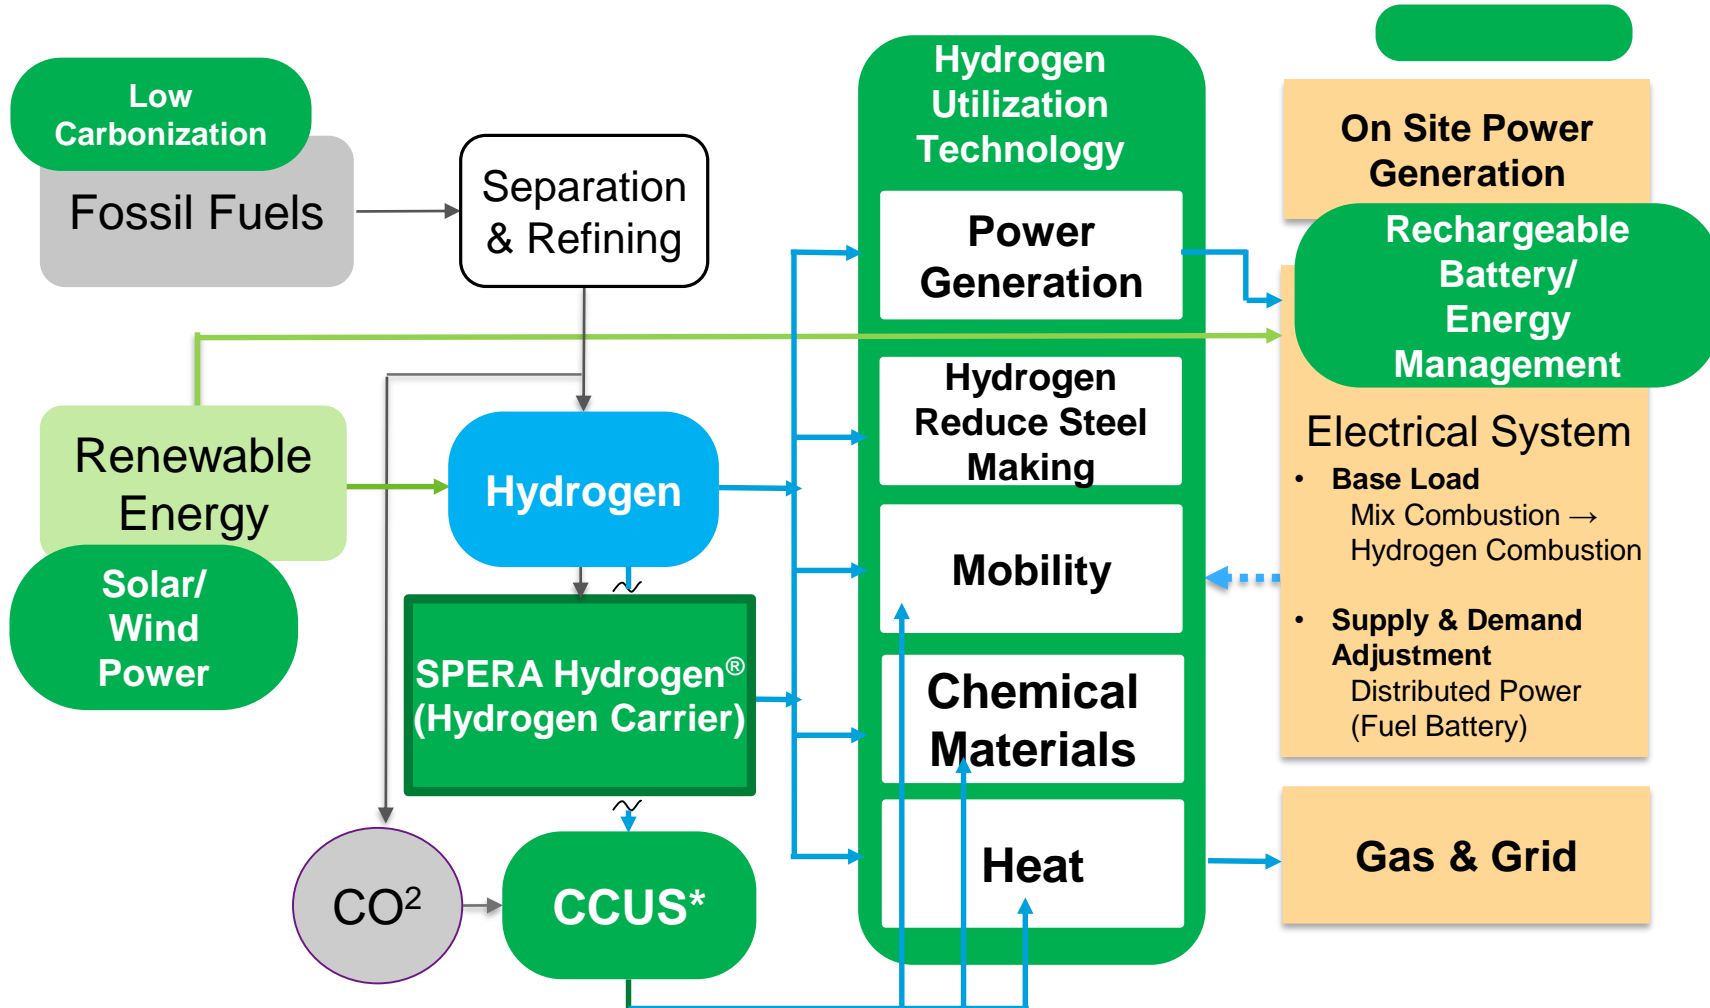 Low
Carbonization
Fossil Fuels
Separation
& Refining
Renewable
Energy
Solar/
Wind
Power
Hydrogen
SPERA Hydrogen®
(Hydrogen Carrier)
CO²
CCUS*
Hydrogen
Utilization
Technology
Power
Generation
Hydrogen
Reduce Steel
Making
Mobility
Chemical
Materials
Heat
On Site Power
Generation
Rechargeable
Battery/
Energy
Management
Electrical System
• Base Load
Mix Combustion →
Hydrogen Combustion
• Supply & Demand
Adjustment
Distributed Power
(Fuel Battery)
Gas & Grid